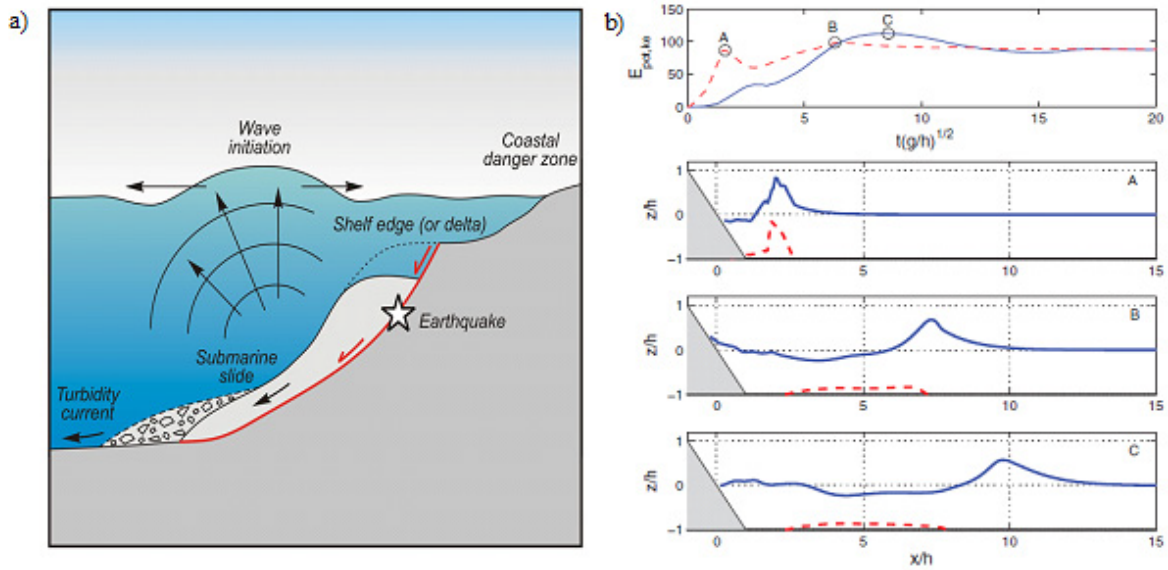 a)
Wave
initiation
Coastal
danger zone
Shelf edge (or delta)
Earthquake
Submarine
slide
Turbidity
current
b)
150
100
50
0
E pot,ke
A
B
C
0 5 10 15 20
t(g/h)^1/2
1
0
-1
z/h
A
0 5 10 15
1
0
-1
z/h
B
0 5 10 15
1
0
-1
z/h
C
0 5 10 15
x/h